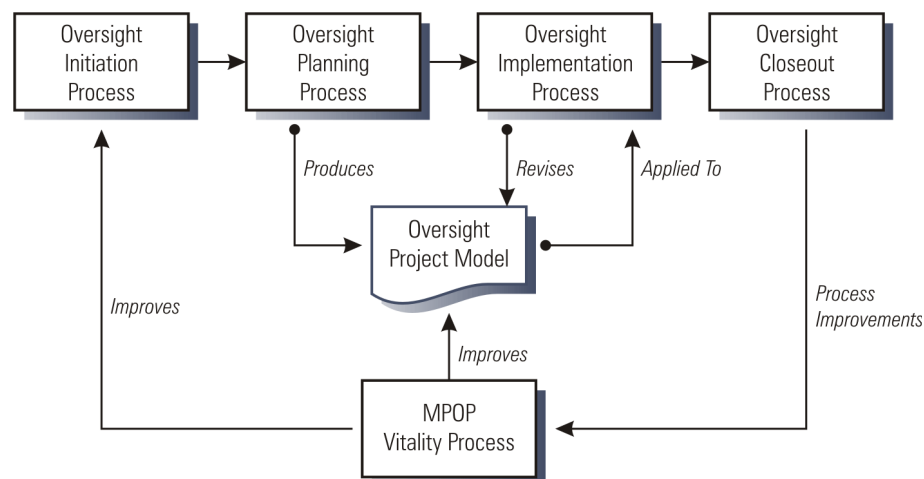 Oversight
Initiation
Process
Oversight
Planning
Process
Oversight
Implementation
Process
Oversight
Closeout
Process
Produces
Revises
Applied To
Oversight
Project Model
Improves
Process
Improvements
Improves
MPOP
Vitality Process